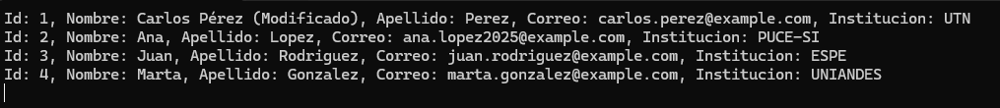 Id: 1, Nombre: Carlos Pérez (Modificado), Apellido: Perez, Correo: carlos.perez@example.com, Institucion: UTN
Id: 2, Nombre: Ana, Apellido: Lopez, Correo: ana.lopez2025@example.com, Institucion: PUCE-SI
Id: 3, Nombre: Juan, Apellido: Rodriguez, Correo: juan.rodriguez@example.com, Institucion: ESPE
Id: 4, Nombre: Marta, Apellido: Gonzalez, Correo: marta.gonzalez@example.com, Institucion: UNIANDES